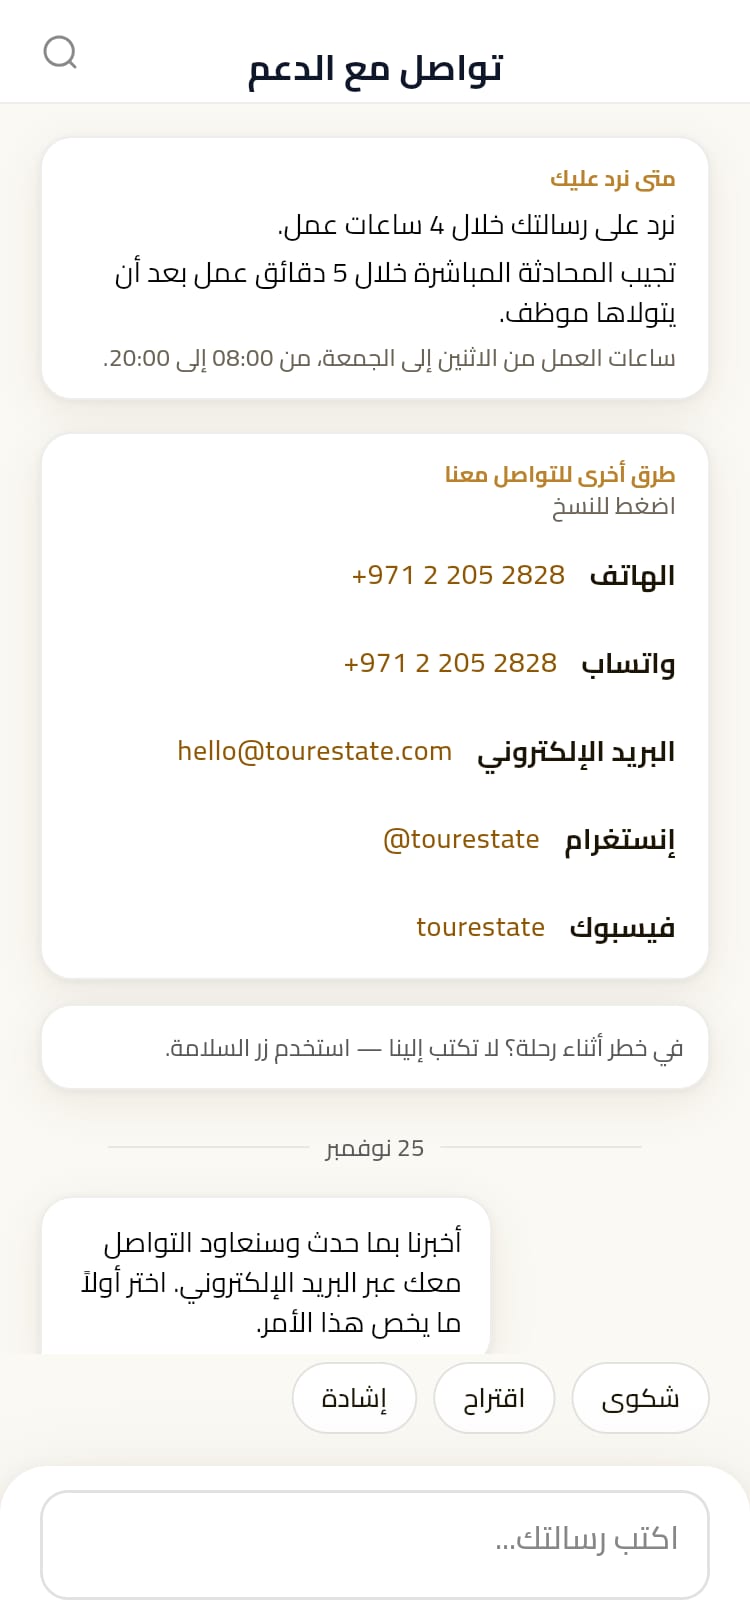 تواصل مع الدعم
متى نرد عليك
نرد على رسالتك خلال 4 ساعات عمل.
تجيب المحادثة المباشرة خلال 5 دقائق عمل بعد أن
يتولاها موظف.
ساعات العمل من الاثنين إلى الجمعة، من 08:00 إلى 20:00.
طرق أخرى للتواصل معنا
اضغط للنسخ
الهاتف +971 2 205 2828
واتساب +971 2 205 2828
البريد الإلكتروني hello@tourestate.com
إنستغرام @tourestate
فيسبوك tourestate
في خطر أثناء رحلة؟ لا تكتب إلينا — استخدم زر السلامة.
25 نوفمبر
أخبرنا بما حدث وسنعاود التواصل
معك عبر البريد الإلكتروني. اختر أولاً
ما يخص هذا الأمر.
شكوى
اقتراح
إشادة
اكتب رسالتك...